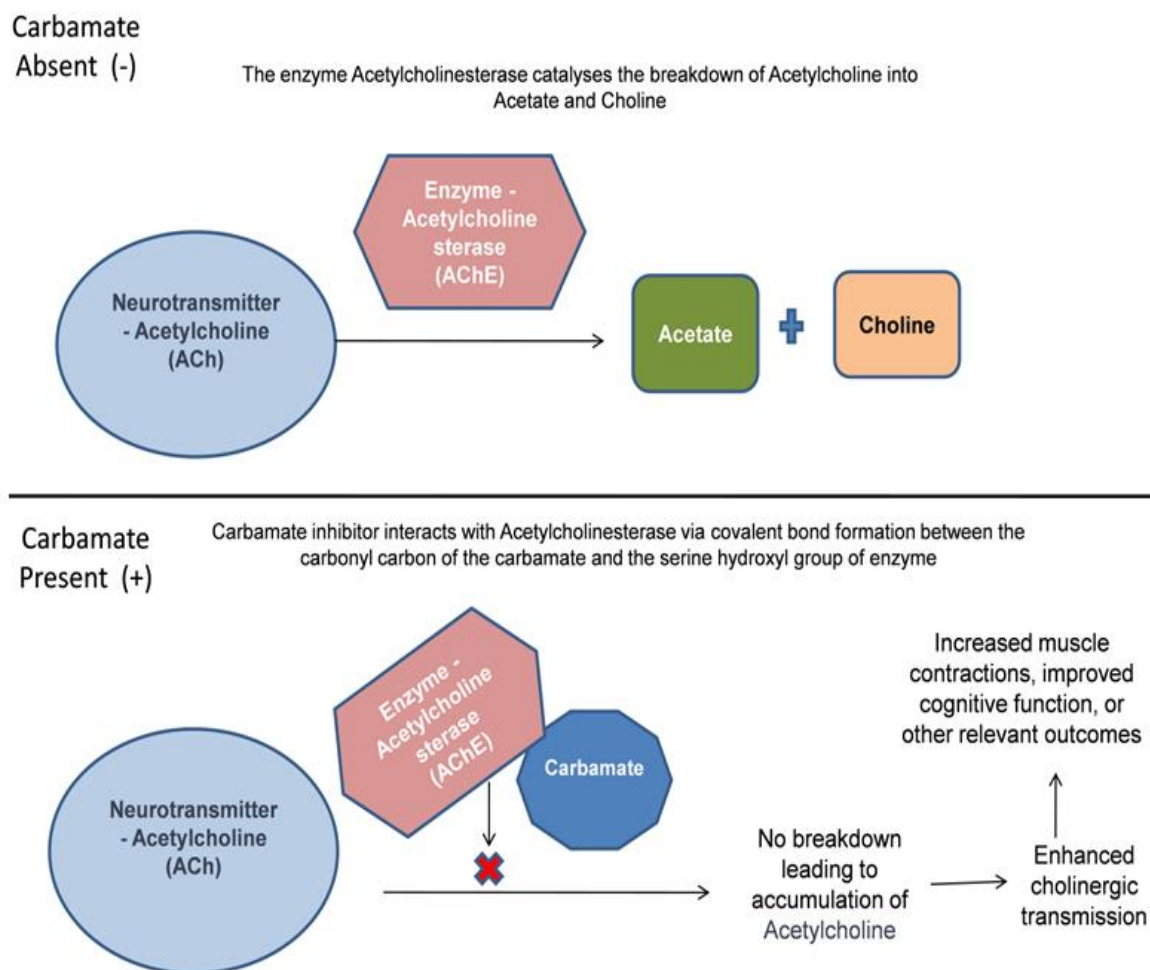 Carbamate
Absent (-)
The enzyme Acetylcholinesterase catalyses the breakdown of Acetylcholine into
Acetate and Choline
Enzyme -
Acetylcholine
sterase
(AChE)
Neurotransmitter
- Acetylcholine
(ACh)
Acetate
Choline
Carbamate
Present (+)
Carbamate inhibitor interacts with Acetylcholinesterase via covalent bond formation between the
carbonyl carbon of the carbamate and the serine hydroxyl group of enzyme
Enzyme -
Acetylcholine
sterase
(AChE)
Carbamate
Neurotransmitter
- Acetylcholine
(ACh)
No breakdown
leading to
accumulation of
Acetylcholine
Enhanced
cholinergic
transmission
Increased muscle
contractions, improved
cognitive function, or
other relevant outcomes